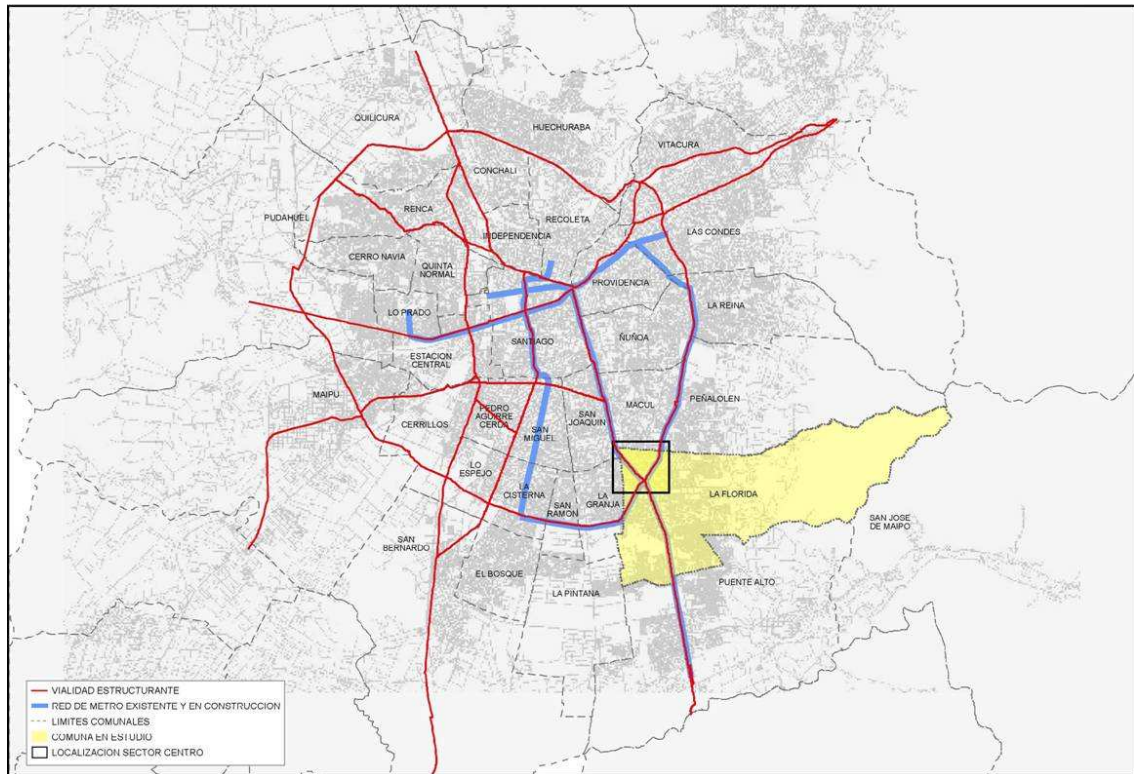 QUILICURA
HUECHURABA
VITACURA
CONCHALI
RENCA
RECOLETA
PUDAHUEL
INDEPENDENCIA
LAS CONDES
CERRO NAVIA
QUINTA
NORMAL
PROVIDENCIA
LA REINA
LO PRADO
SANTIAGO
ÑUÑOA
ESTACION
CENTRAL
MAIPU
PEÑALOLEN
MACUL
PEDRO
AGUIRRE
CERDA
SAN
JOAQUIN
CERRILLOS
SAN
MIGUEL
LO
ESPEJO
LA
CISTERNA
LA
GRANJA
SAN
RAMON
LA FLORIDA
SAN JOSE
DE MAIPO
SAN
BERNARDO
EL BOSQUE
PUENTE ALTO
LA PINTANA
VIALIDAD ESTRUCTURANTE
RED DE METRO EXISTENTE Y EN CONSTRUCCION
LIMITES COMUNALES
COMUNA EN ESTUDIO
LOCALIZACION SECTOR CENTRO